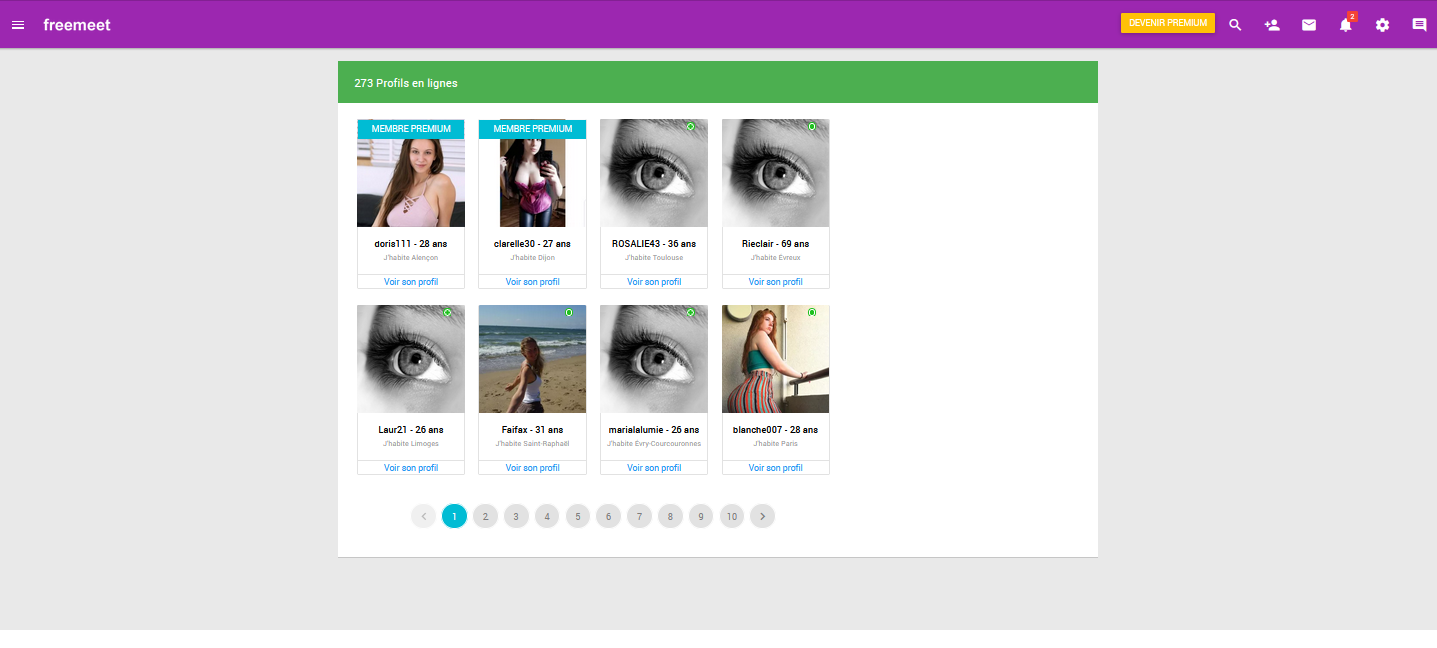 freemeet
DEVENIR PREMIUM
2
273 Profils en lignes
MEMBRE PREMIUM
MEMBRE PREMIUM
doris111 - 28 ans
clarelle30 - 27 ans
ROSALIE43 - 36 ans
Rieclair - 69 ans
J'habite Alençon
J'habite Dijon
J'habite Toulouse
J'habite Évreux
Voir son profil
Voir son profil
Voir son profil
Voir son profil
Laur21 - 26 ans
Faifax - 31 ans
marialalumie - 26 ans
blanche007 - 28 ans
J'habite Limoges
J'habite Saint-Raphaël
J'habite Évry-Courcouronnes
J'habite Paris
Voir son profil
Voir son profil
Voir son profil
Voir son profil
1 2 3 4 5 6 7 8 9 10